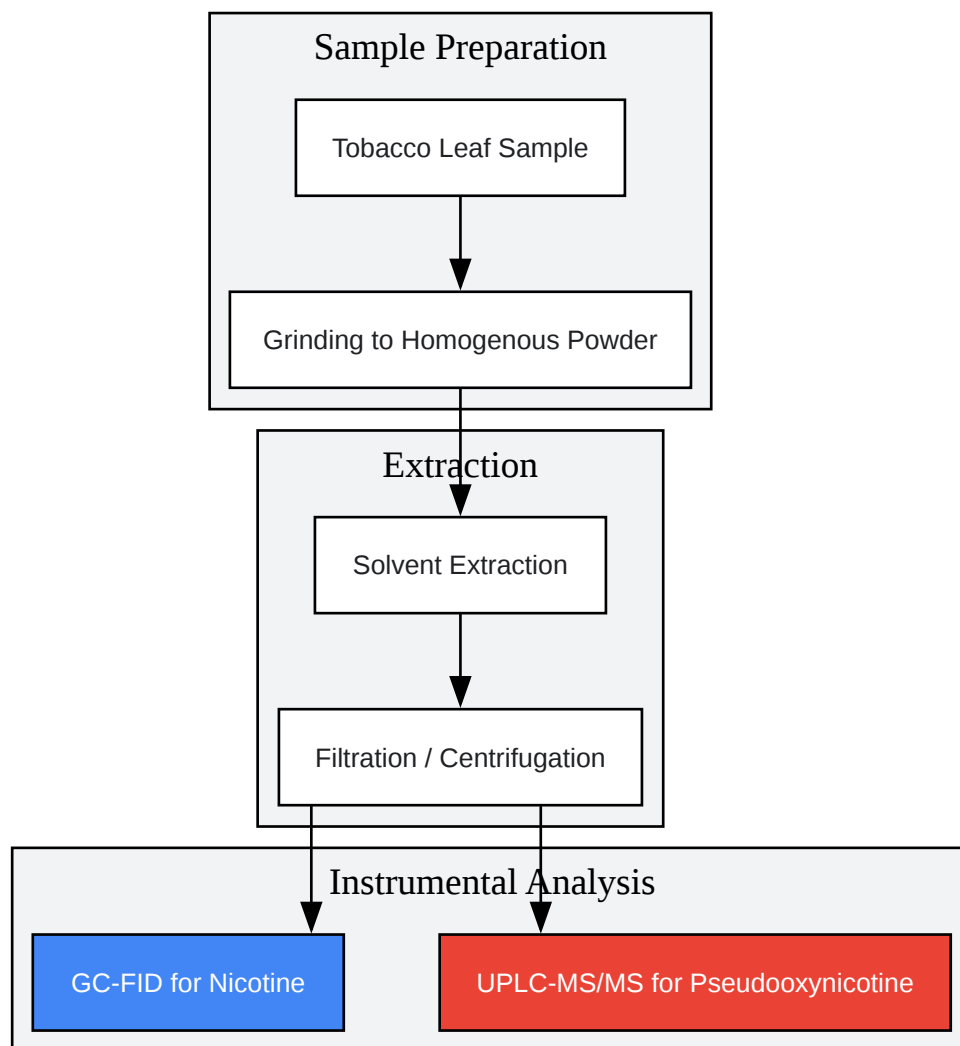 Sample Preparation
Tobacco Leaf Sample
Grinding to Homogenous Powder
Extraction
Solvent Extraction
Filtration / Centrifugation
Instrumental Analysis
GC-FID for Nicotine
UPLC-MS/MS for Pseudooxynicotine